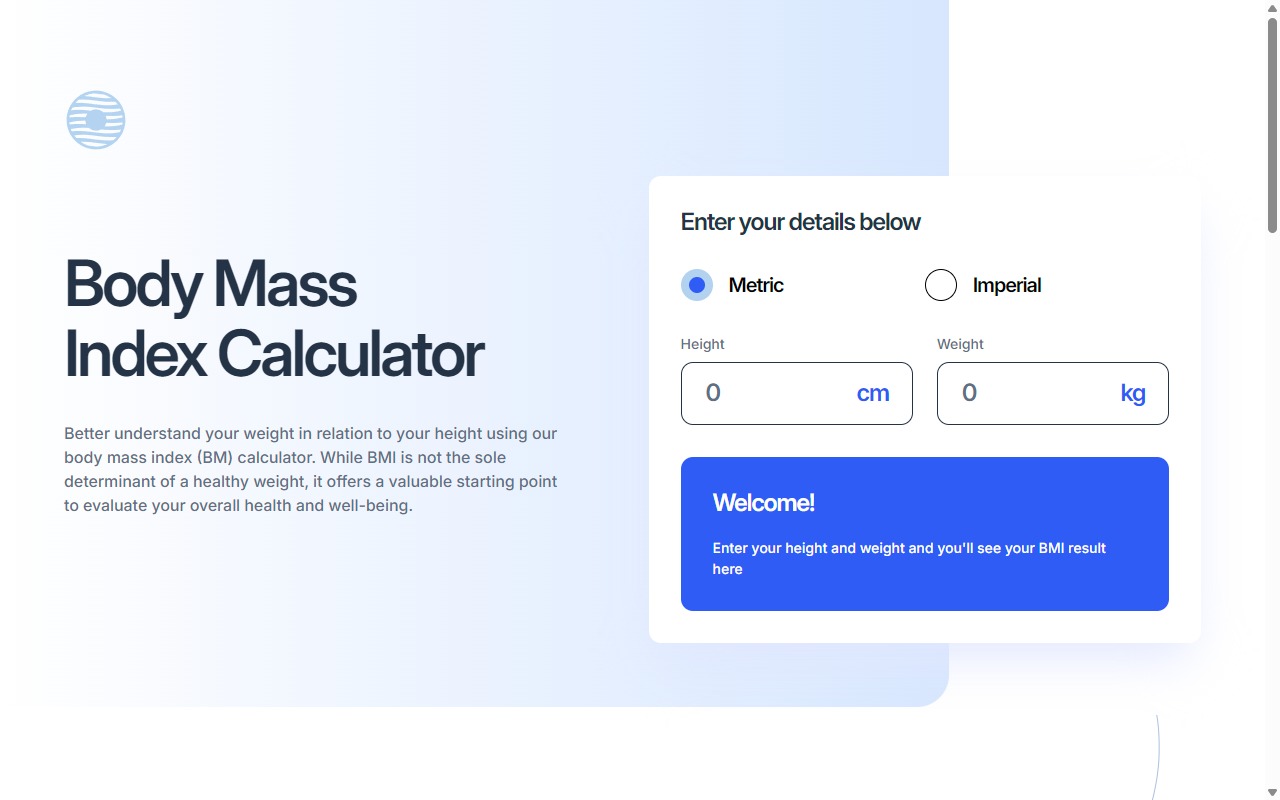 Body Mass
Index Calculator
Better understand your weight in relation to your height using our
body mass index (BM) calculator. While BMI is not the sole
determinant of a healthy weight, it offers a valuable starting point
to evaluate your overall health and well-being.
Enter your details below
Metric
Imperial
Height
Weight
0 cm
0 kg
Welcome!
Enter your height and weight and you'll see your BMI result
here